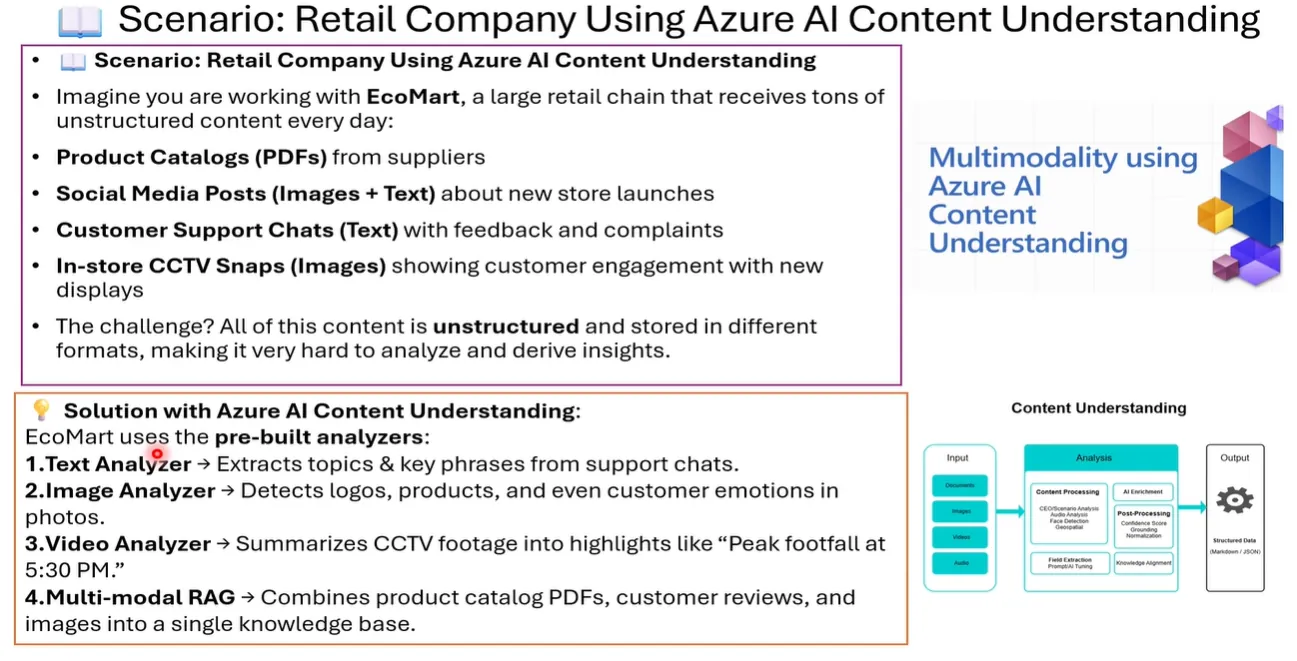 📖 Scenario: Retail Company Using Azure AI Content Understanding
• 📖 Scenario: Retail Company Using Azure AI Content Understanding
• Imagine you are working with EcoMart, a large retail chain that receives tons of
unstructured content every day:
• Product Catalogs (PDFs) from suppliers
• Social Media Posts (Images + Text) about new store launches
• Customer Support Chats (Text) with feedback and complaints
• In-store CCTV Snaps (Images) showing customer engagement with new
displays
• The challenge? All of this content is unstructured and stored in different
formats, making it very hard to analyze and derive insights.
💡 Solution with Azure AI Content Understanding:
EcoMart uses the pre-built analyzers:
1.Text Analyzer → Extracts topics & key phrases from support chats.
2.Image Analyzer → Detects logos, products, and even customer emotions in
photos.
3.Video Analyzer → Summarizes CCTV footage into highlights like “Peak footfall at
5:30 PM.”
4.Multi-modal RAG → Combines product catalog PDFs, customer reviews, and
images into a single knowledge base.
Multimodality using
Azure AI
Content
Understanding
Content Understanding
Input
Documents
Images
Videos
Audio
Analysis
Content Processing
CEO/Scenario Analysis
Audio Analysis
Face Detection
Geospatial
AI Enrichment
Post-Processing
Confidence Score
Grounding
Normalization
Field Extraction
Prompt/AI Tuning
Knowledge Alignment
Output
Structured Data
(Markdown / JSON)